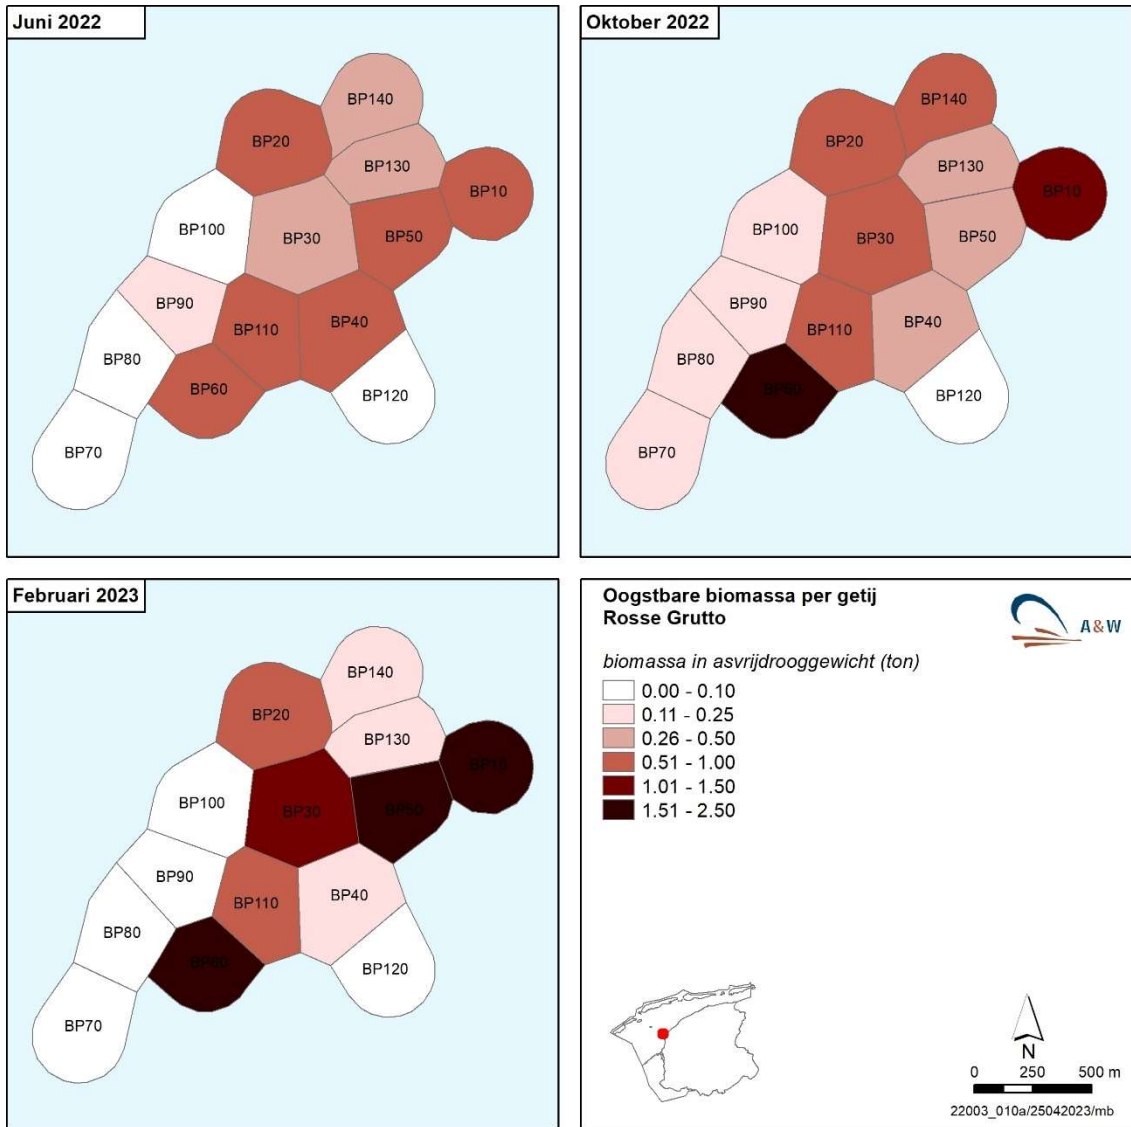 Juni 2022
BP140
BP20
BP130
BP10
BP100
BP30
BP50
BP90
BP110
BP40
BP80
BP60
BP120
BP70
Oktober 2022
BP140
BP20
BP130
BP10
BP100
BP30
BP50
BP90
BP110
BP40
BP80
BP60
BP120
BP70
Februari 2023
BP140
BP20
BP130
BP10
BP100
BP30
BP50
BP90
BP110
BP40
BP80
BP60
BP120
BP70
Oogstbare biomassa per getij
Rosse Grutto
A&W
biomassa in asvrijdrooggewicht (ton)
0.00 - 0.10
0.11 - 0.25
0.26 - 0.50
0.51 - 1.00
1.01 - 1.50
1.51 - 2.50
N
0 250 500 m
22003_010a/25042023/mb